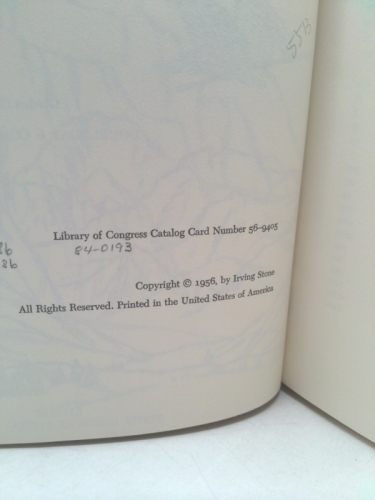 Library of Congress Catalog Card Number 56-9405
84-0193
Copyright © 1956, by Irving Stone
All Rights Reserved. Printed in the United States of America